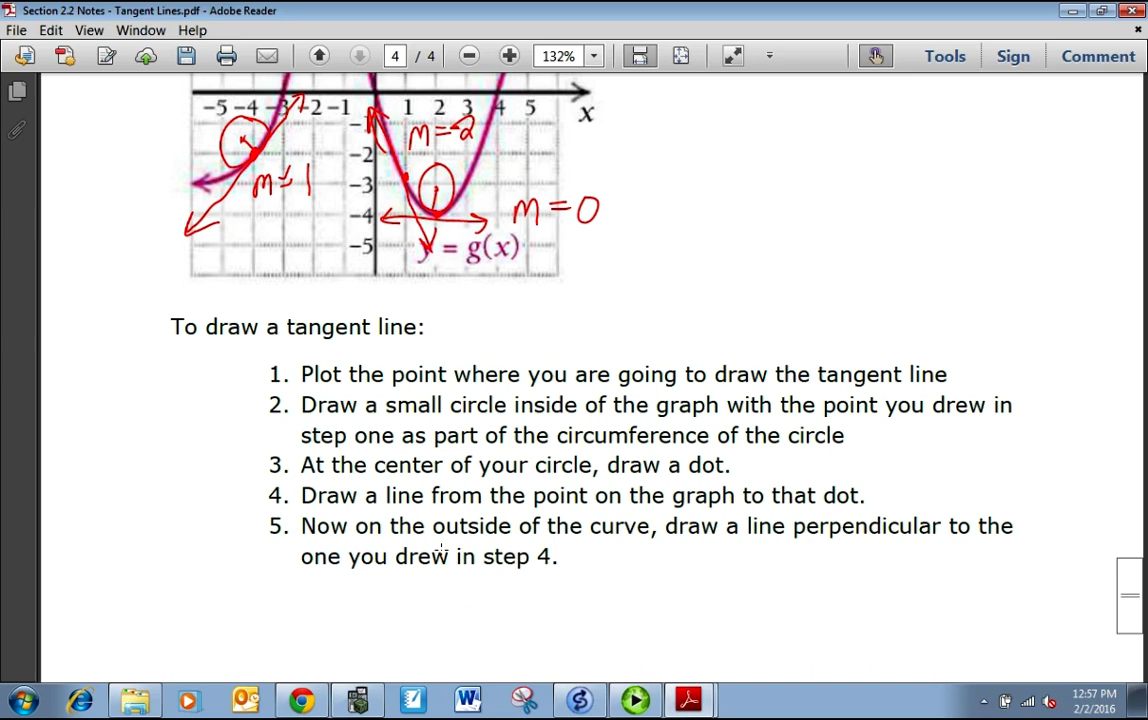 Section 2.2 Notes - Tangent Lines.pdf - Adobe Reader
File Edit View Window Help
4 / 4 132% Tools Sign Comment
-5 -4 -3 -2 -1 1 2 3 4 5 x
-1
m=-2
-2
m=1
-3
m=0
-4
-5
y = g(x)
To draw a tangent line:
1. Plot the point where you are going to draw the tangent line
2. Draw a small circle inside of the graph with the point you drew in
step one as part of the circumference of the circle
3. At the center of your circle, draw a dot.
4. Draw a line from the point on the graph to that dot.
5. Now on the outside of the curve, draw a line perpendicular to the
one you drew in step 4.
12:57 PM
2/2/2016